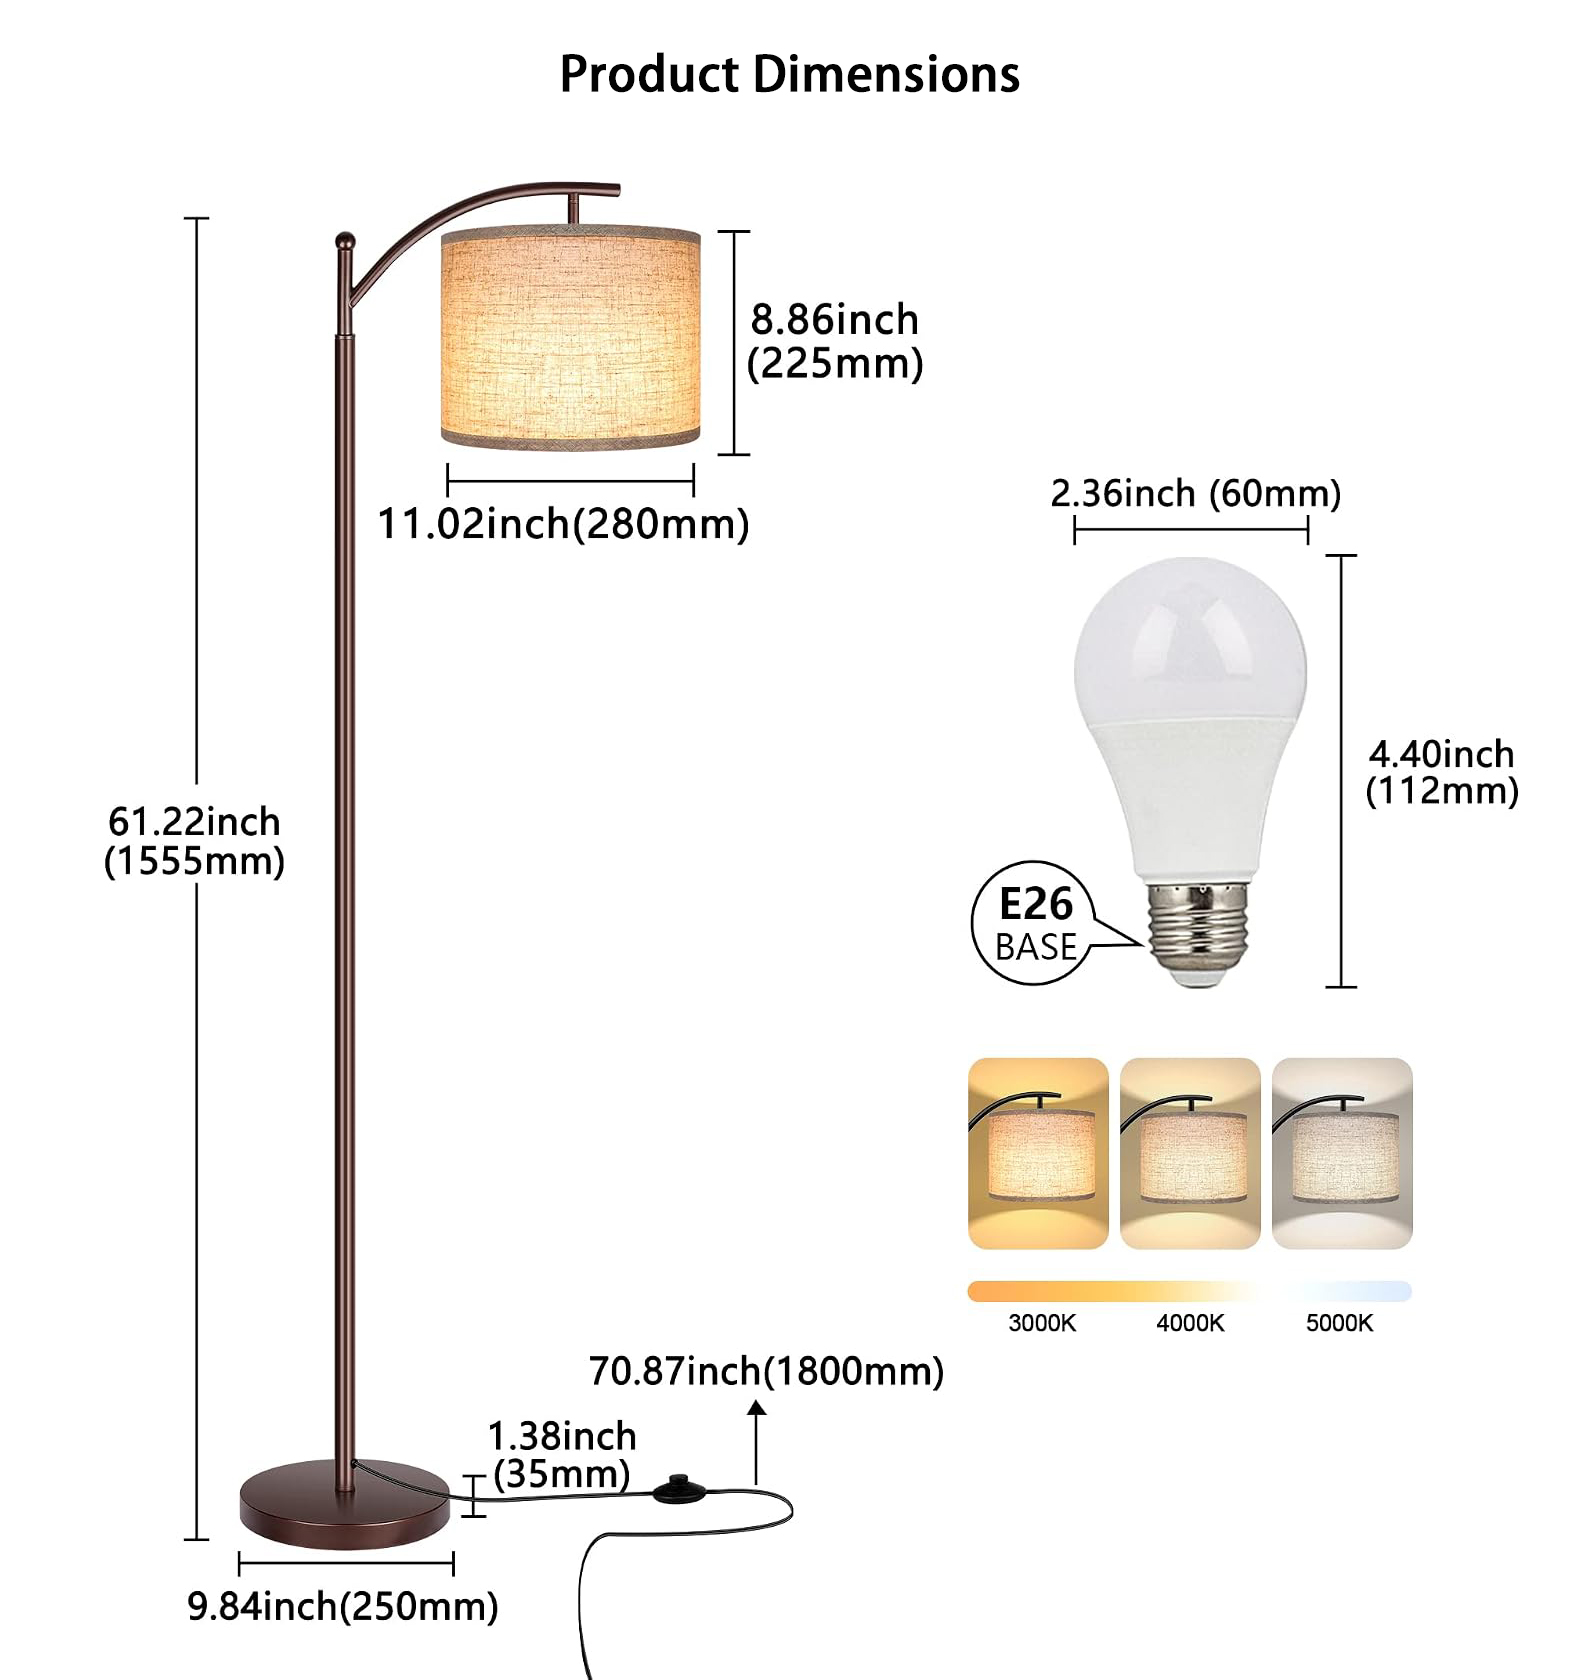 Product Dimensions
8.86inch
(225mm)
11.02inch(280mm)
2.36inch (60mm)
4.40inch
(112mm)
61.22inch
(1555mm)
E26
BASE
3000K
4000K
5000K
70.87inch(1800mm)
1.38inch
(35mm)
9.84inch(250mm)